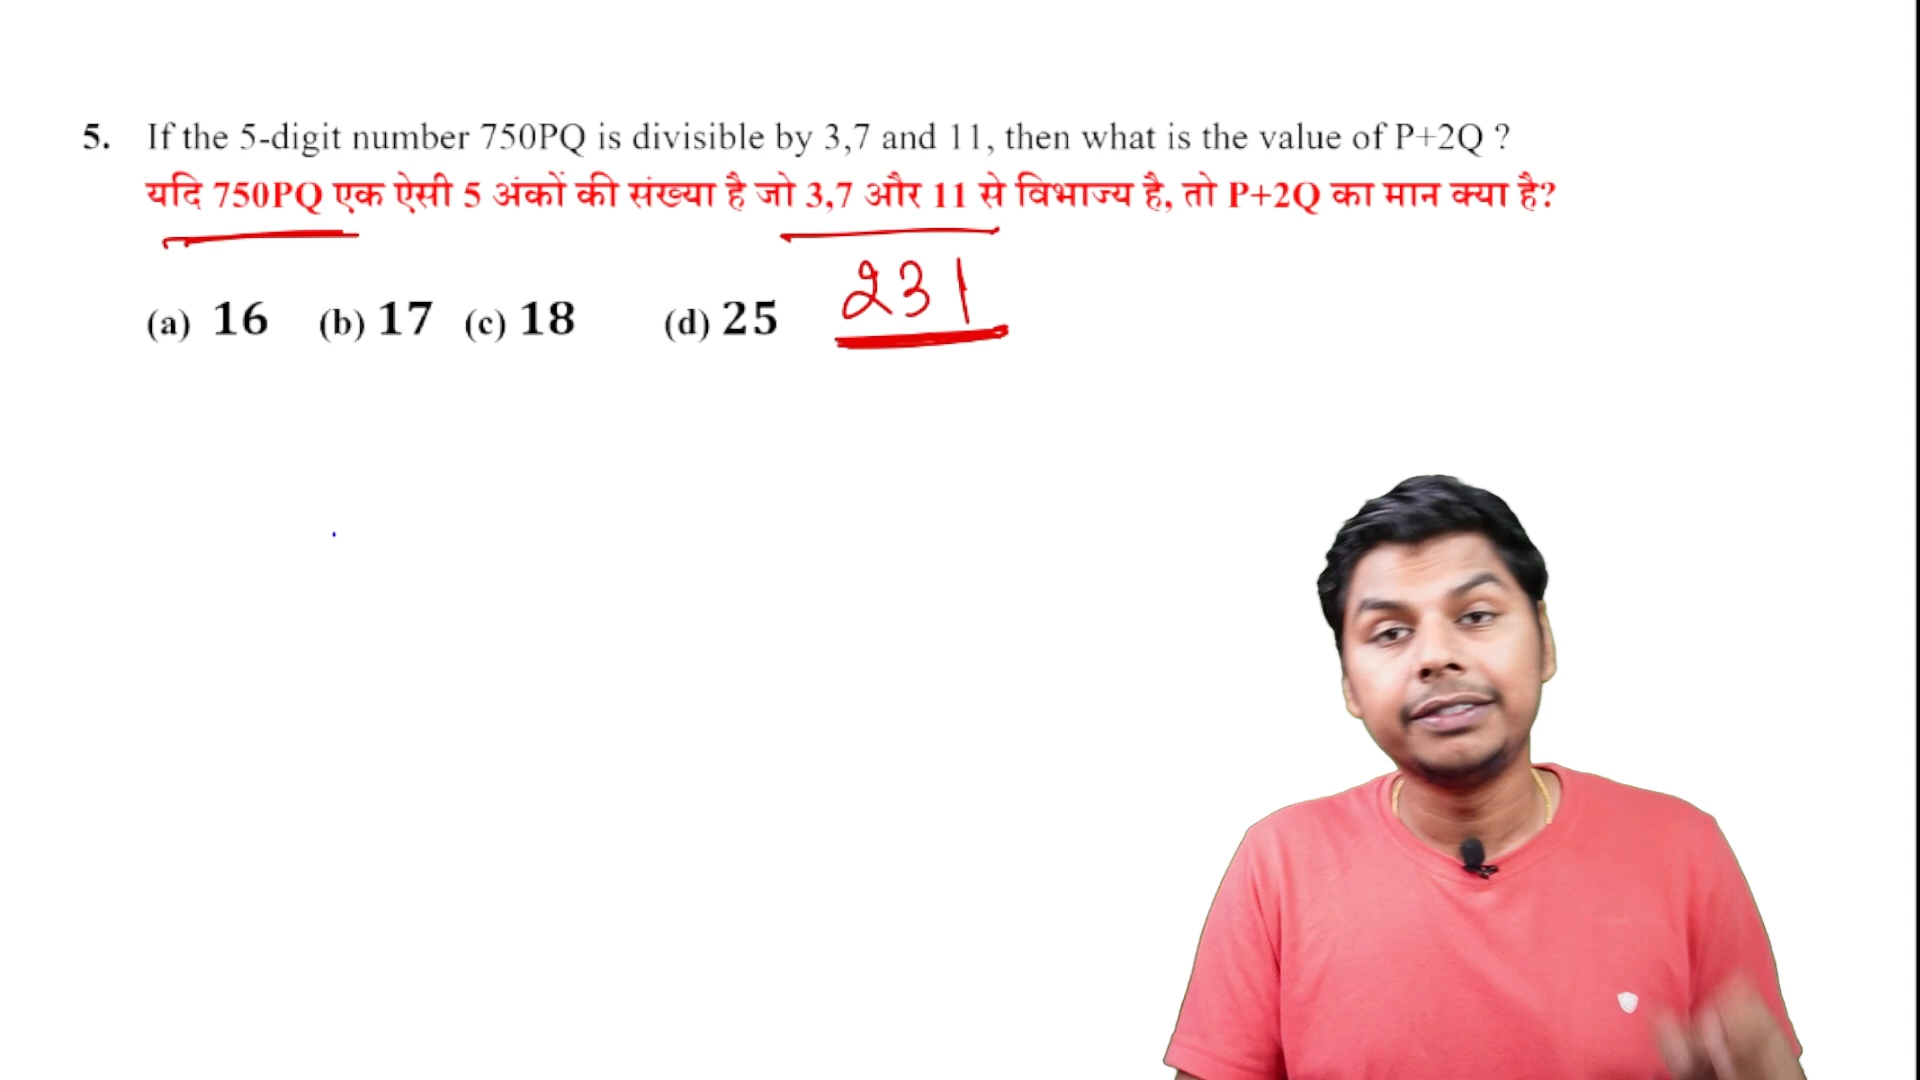 5. If the 5-digit number 750PQ is divisible by 3,7 and 11, then what is the value of P+2Q ?
यदि 750PQ एक ऐसी 5 अंकों की संख्या है जो 3,7 और 11 से विभाज्य है, तो P+2Q का मान क्या है?
(a) 16 (b) 17 (c) 18 (d) 25
231